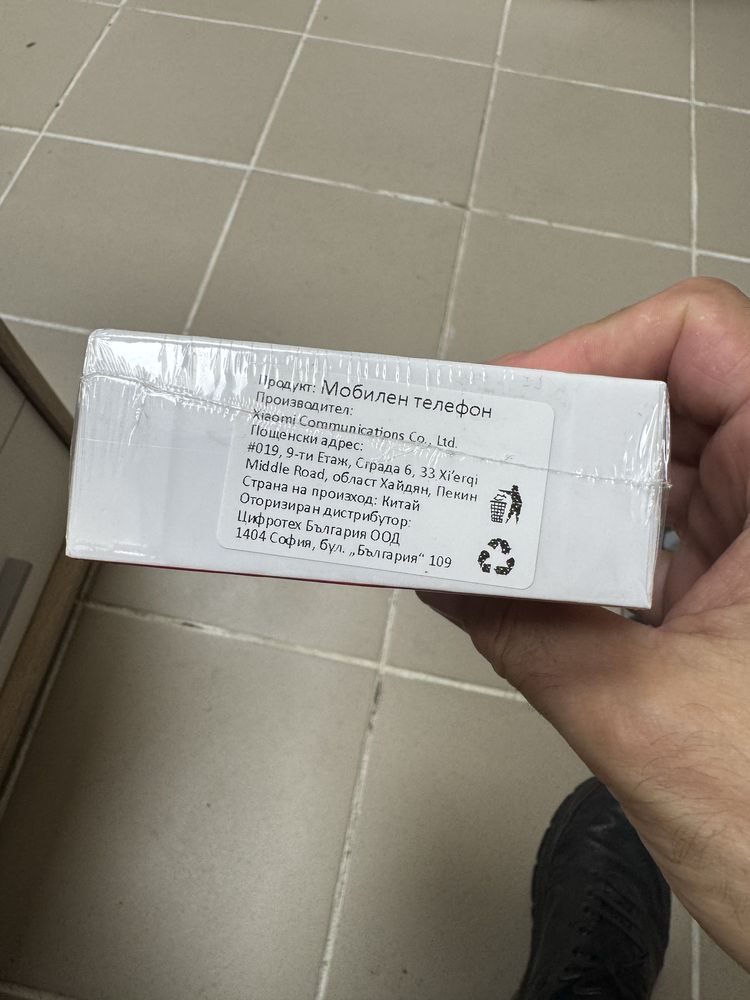 Продукт: Мобилен телефон
Производител:
Xiaomi Communications Co., Ltd.
Пощенски адрес:
#019, 9-ти Етаж, Сграда 6, 33 Xi'erqi
Middle Road, област Хайдян, Пекин
Страна на произход: Китай
Оторизиран дистрибутор:
Цифротех България ООД
1404 София, бул. „България“ 109